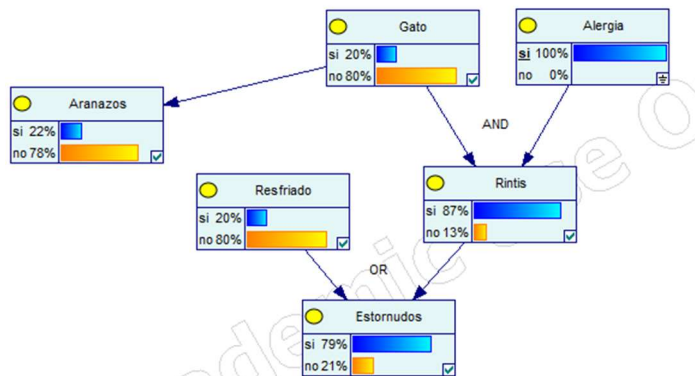 Gato
si 20%
no 80%
Alergia
si 100%
no 0%
Aranazos
si 22%
no 78%
AND
Resfriado
si 20%
no 80%
Rintis
si 87%
no 13%
OR
Estornudos
si 79%
no 21%